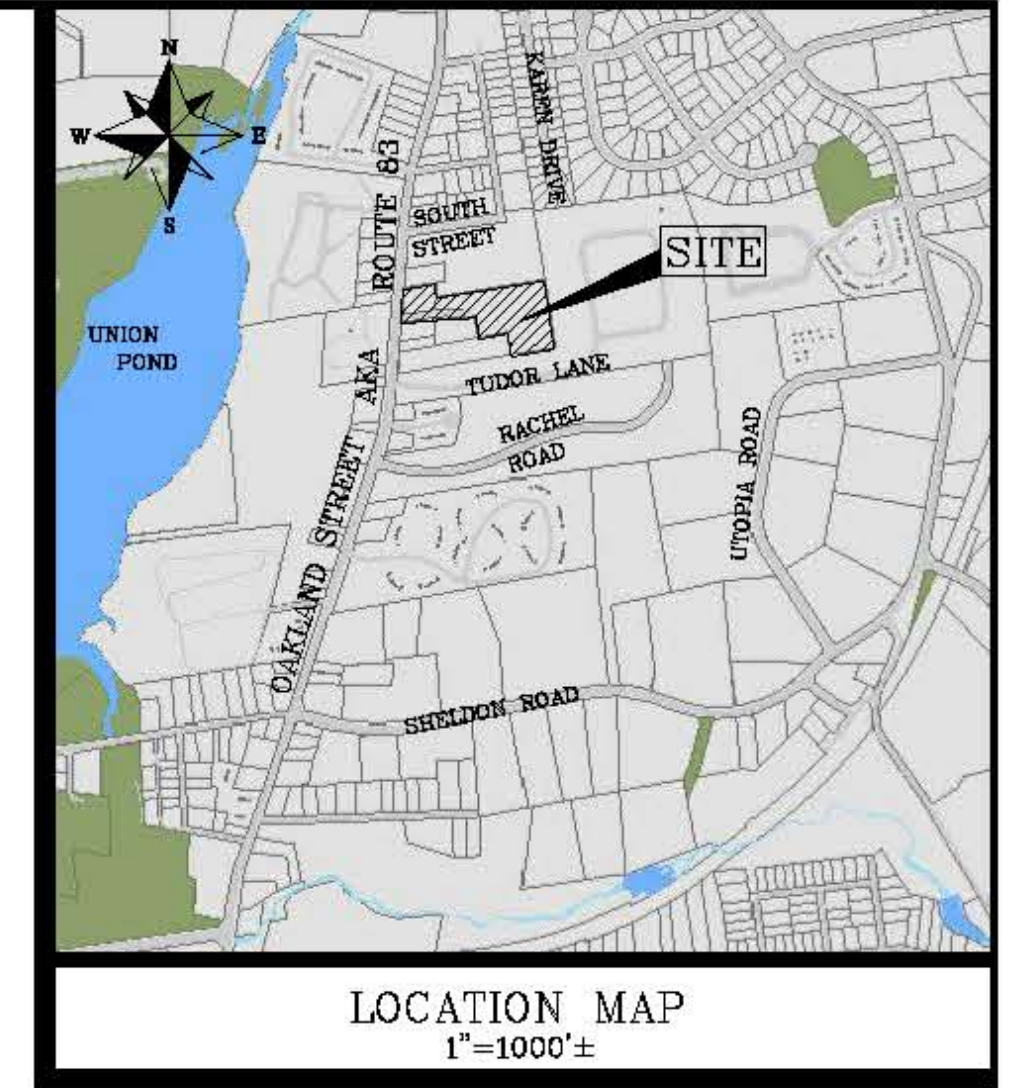 N
W E
S
KAREN DRIVE
ROUTE 83
SOUTH
STREET
SITE
UNION
POND
AKA
TUDOR LANE
RACHEL
ROAD
UTOPIA ROAD
OAKLAND STREET
SHELDON ROAD
LOCATION MAP
1"=1000'±